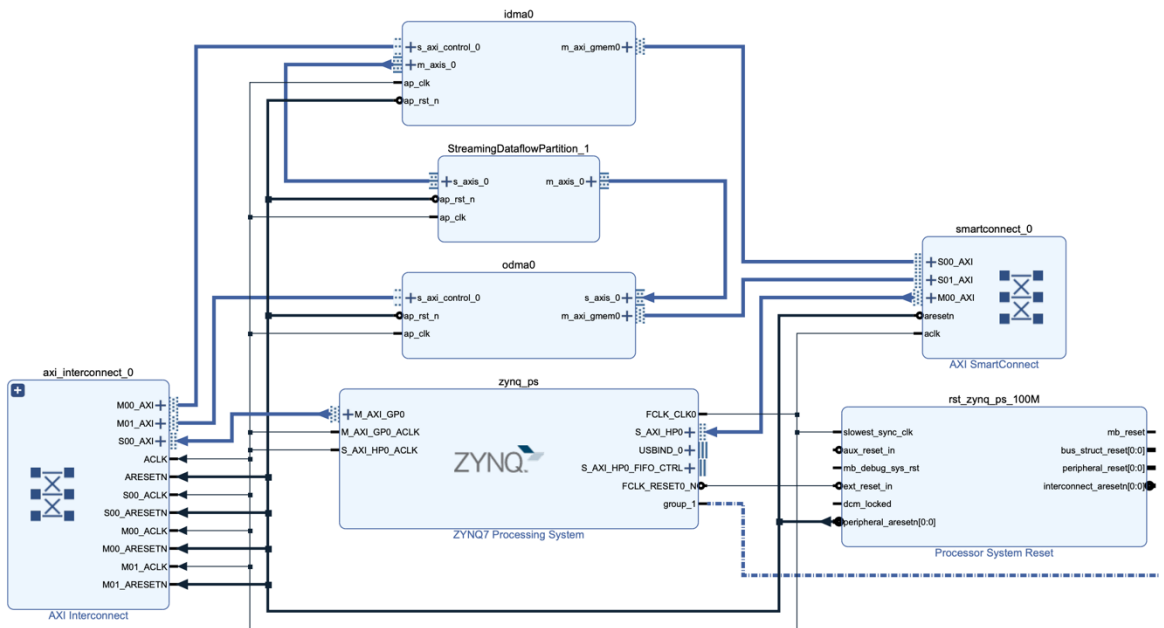 idma0
s_axi_control_0
m_axis_0
ap_clk
ap_rst_n
m_axi_gmem0
StreamingDataflowPartition_1
s_axis_0
ap_rst_n
ap_clk
m_axis_0
odma0
s_axi_control_0
ap_rst_n
ap_clk
s_axis_0
m_axi_gmem0
smartconnect_0
S00_AXI
S01_AXI
M00_AXI
aresetn
aclk
AXI SmartConnect
axi_interconnect_0
M00_AXI
M01_AXI
S00_AXI
ACLK
ARESETN
S00_ACLK
S00_ARESETN
M00_ACLK
M00_ARESETN
M01_ACLK
M01_ARESETN
AXI Interconnect
zynq_ps
M_AXI_GP0
M_AXI_GP0_ACLK
S_AXI_HP0_ACLK
ZYNQ
FCLK_CLK0
S_AXI_HP0
USBIND_0
S_AXI_HP0_FIFO_CTRL
FCLK_RESET0_N
group_1
ZYNQ7 Processing System
rst_zynq_ps_100M
slowest_sync_clk
aux_reset_in
mb_debug_sys_rst
ext_reset_in
dcm_locked
peripheral_aresetn[0:0]
mb_reset
bus_struct_reset[0:0]
peripheral_reset[0:0]
interconnect_aresetn[0:0]
Processor System Reset